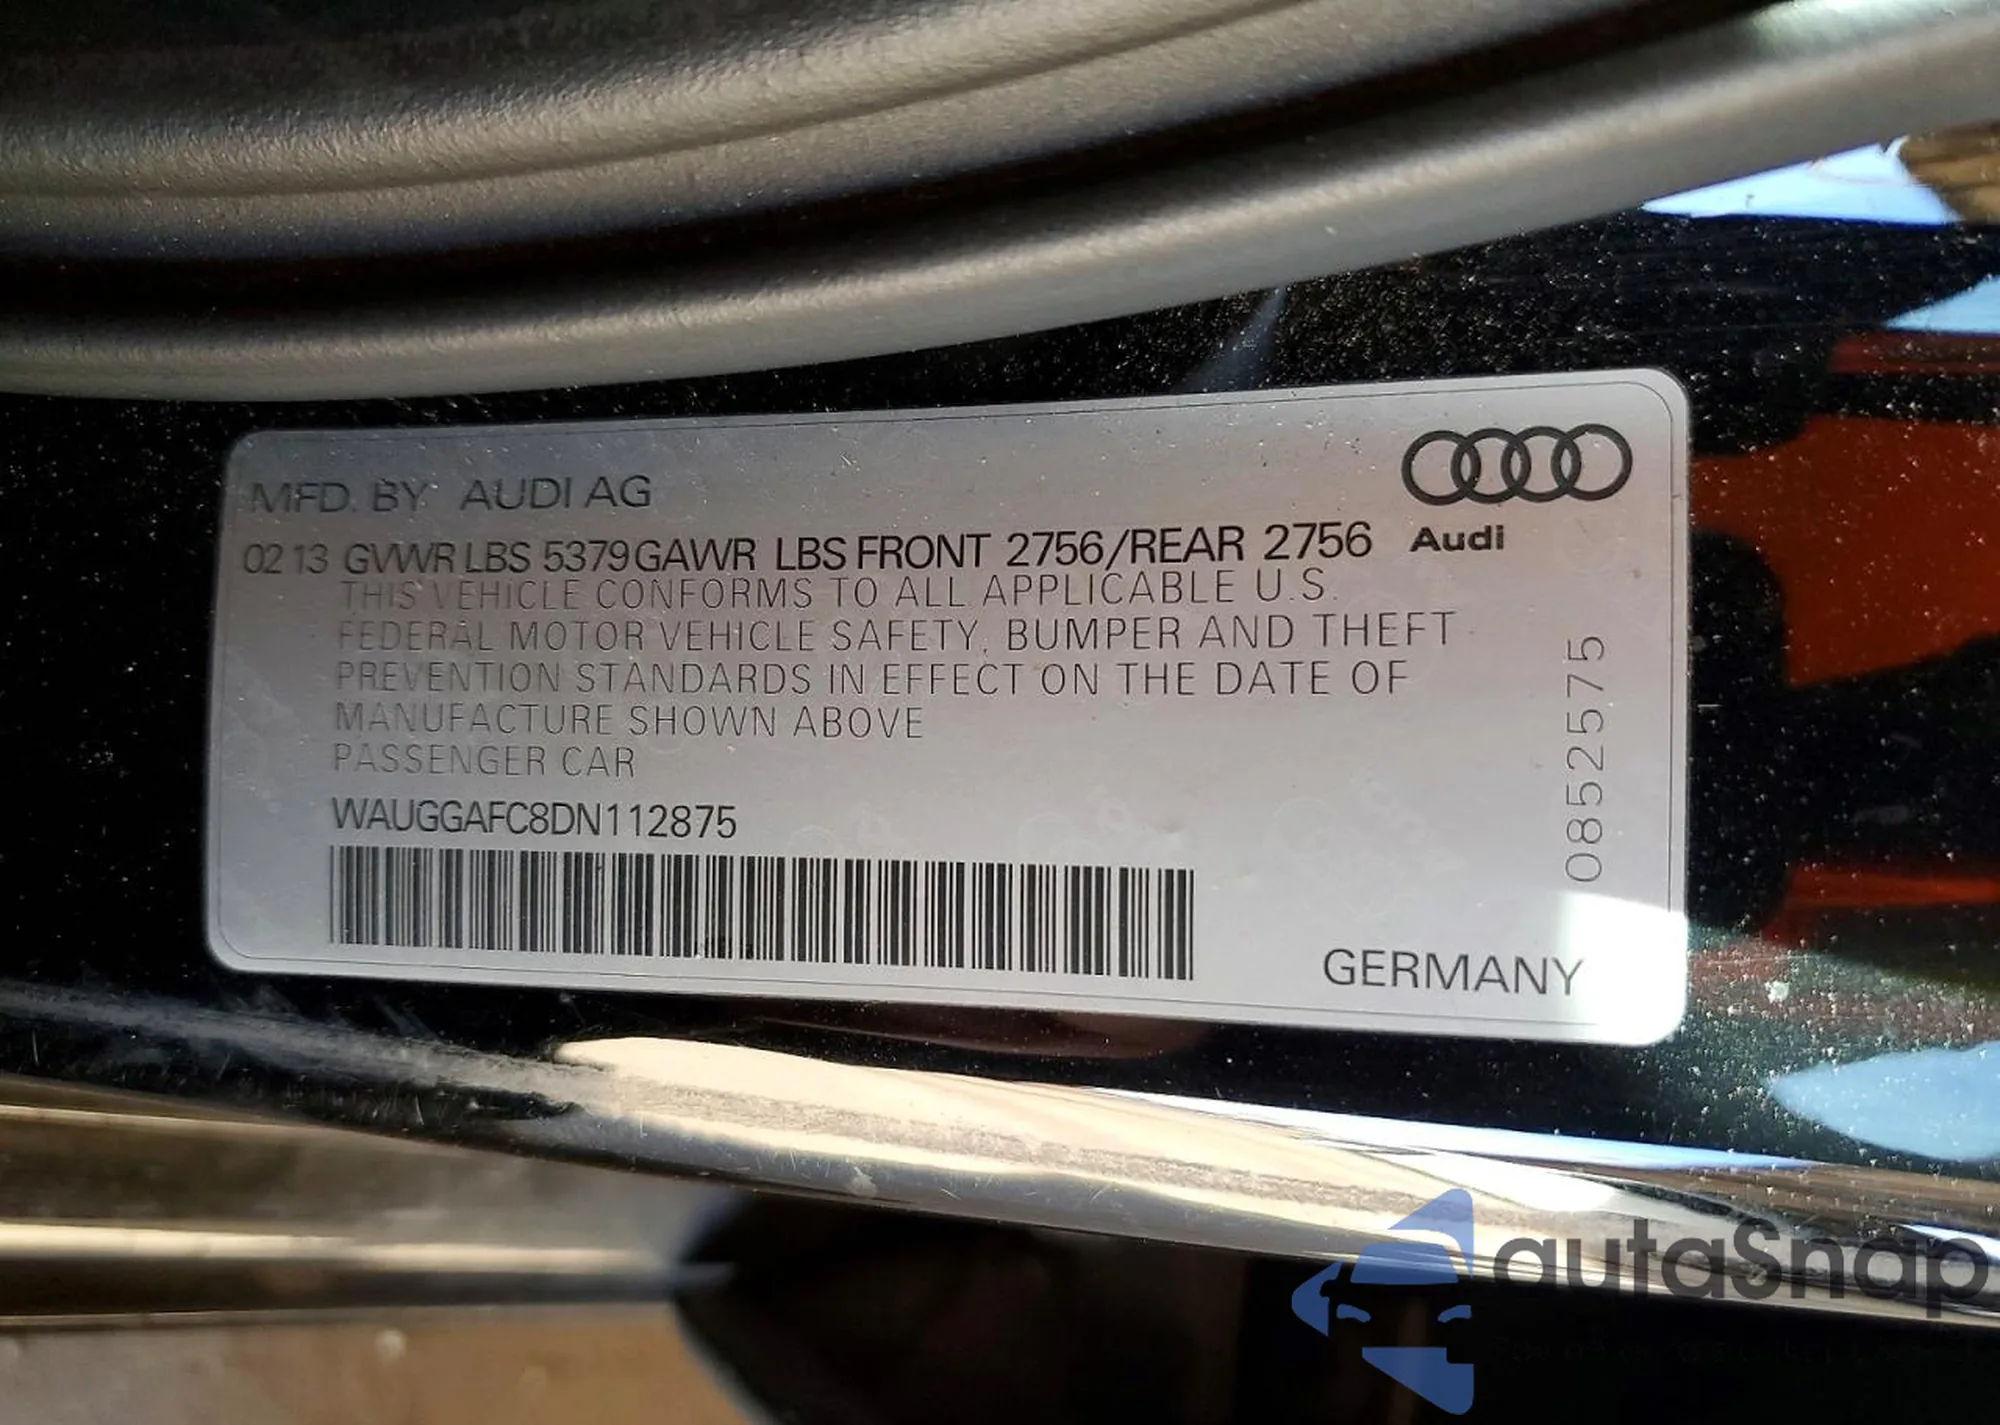 MFD. BY AUDI AG
02 13 GVWR LBS 5379 GAWR LBS FRONT 2756/REAR 2756
Audi
THIS VEHICLE CONFORMS TO ALL APPLICABLE U.S.
FEDERAL MOTOR VEHICLE SAFETY, BUMPER AND THEFT
PREVENTION STANDARDS IN EFFECT ON THE DATE OF
MANUFACTURE SHOWN ABOVE
PASSENGER CAR
WAUGGAFC8DN112875
0852575
GERMANY
autaSnap